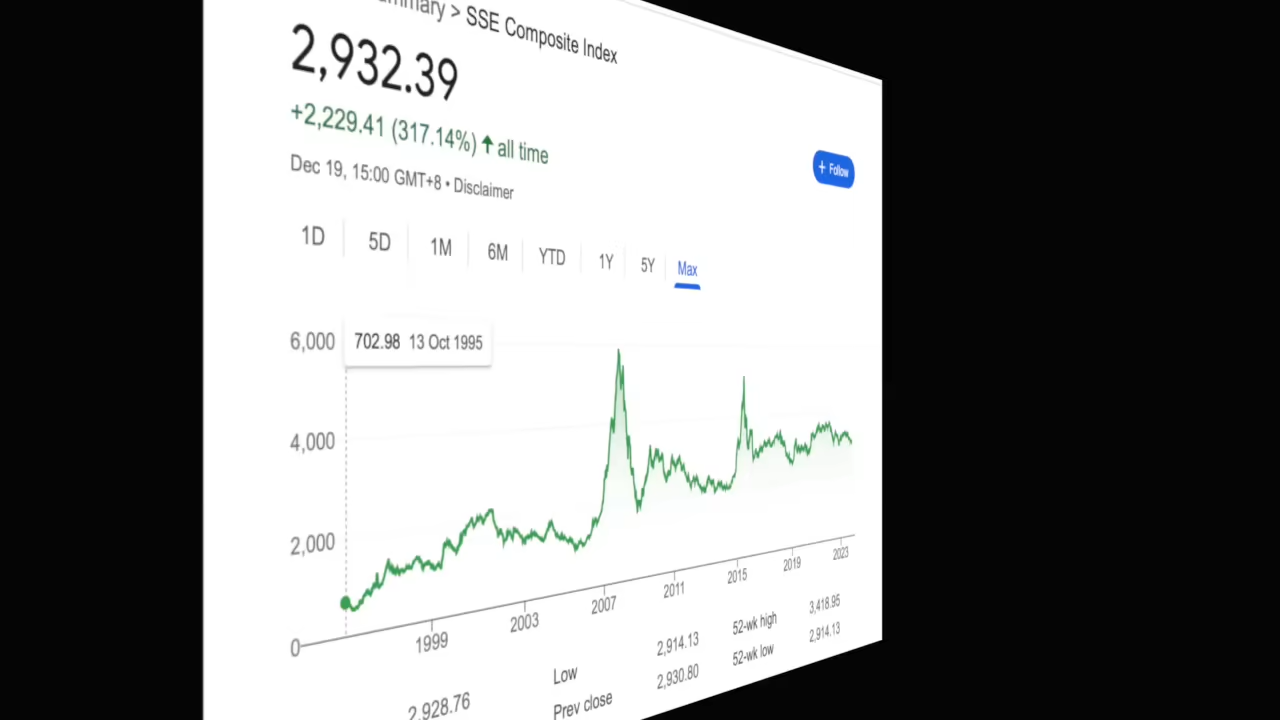 > SSE Composite Index
2,932.39
+2,229.41 (317.14%) ↑ all time
Dec 19, 15:00 GMT+8 • Disclaimer
+ Follow
1D 5D 1M 6M YTD 1Y 5Y Max
702.98 13 Oct 1995
6,000
4,000
2,000
0
1999 2003 2007 2011 2015 2019 2023
2,928.76
Low 2,914.13
Prev close 2,930.80
52-wk high 3,418.95
52-wk low 2,914.13